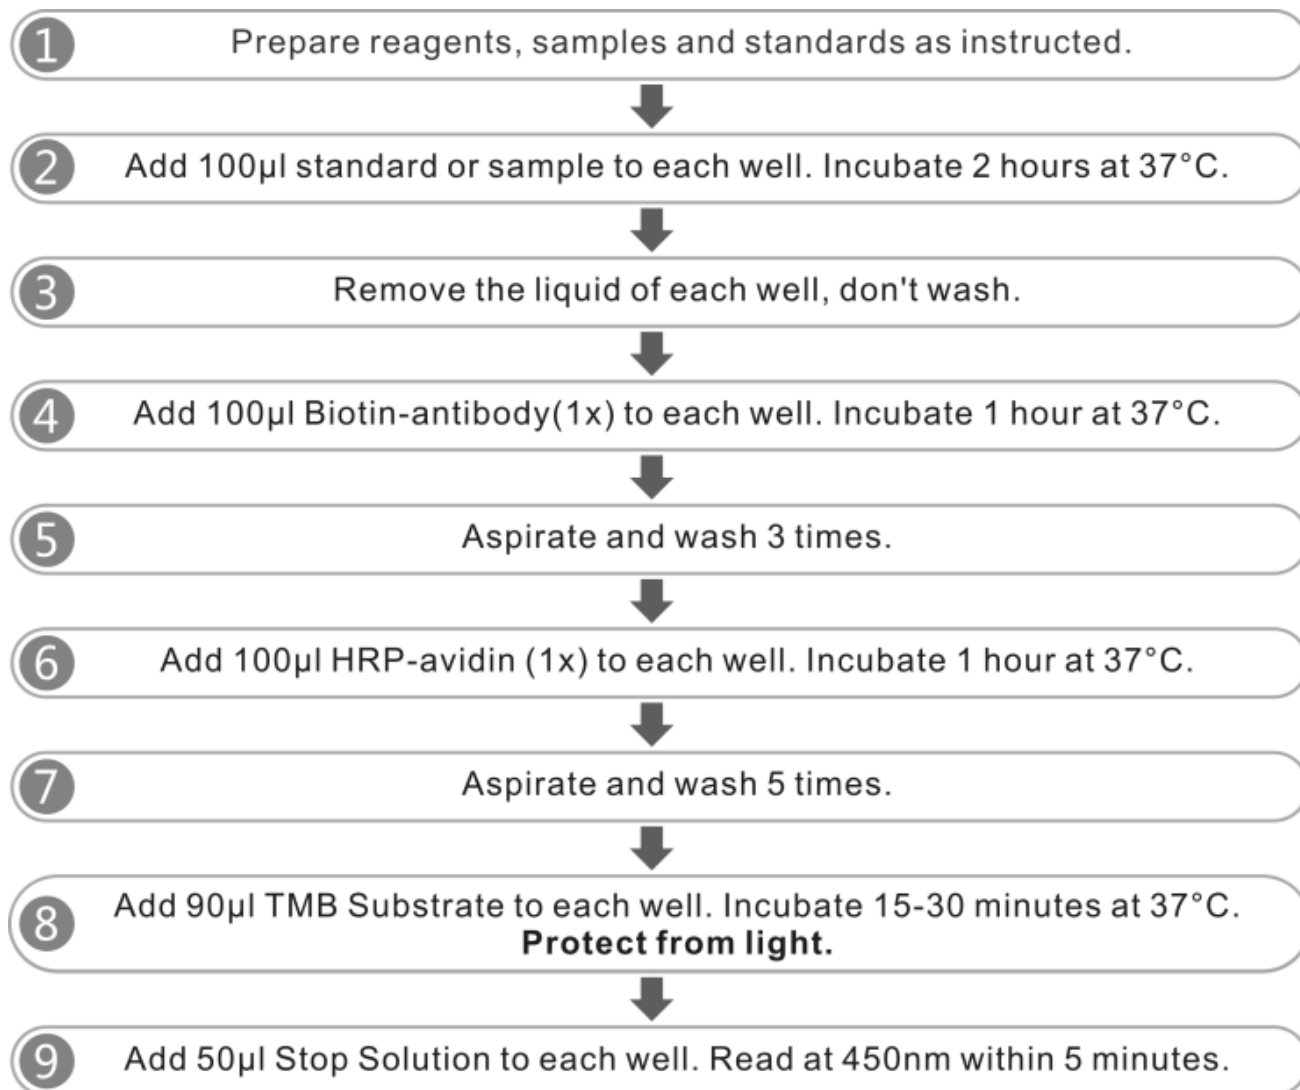 1 Prepare reagents, samples and standards as instructed.
2 Add 100µl standard or sample to each well. Incubate 2 hours at 37°C.
3 Remove the liquid of each well, don't wash.
4 Add 100µl Biotin-antibody(1x) to each well. Incubate 1 hour at 37°C.
5 Aspirate and wash 3 times.
6 Add 100µl HRP-avidin (1x) to each well. Incubate 1 hour at 37°C.
7 Aspirate and wash 5 times.
8 Add 90µl TMB Substrate to each well. Incubate 15-30 minutes at 37°C.
Protect from light.
9 Add 50µl Stop Solution to each well. Read at 450nm within 5 minutes.